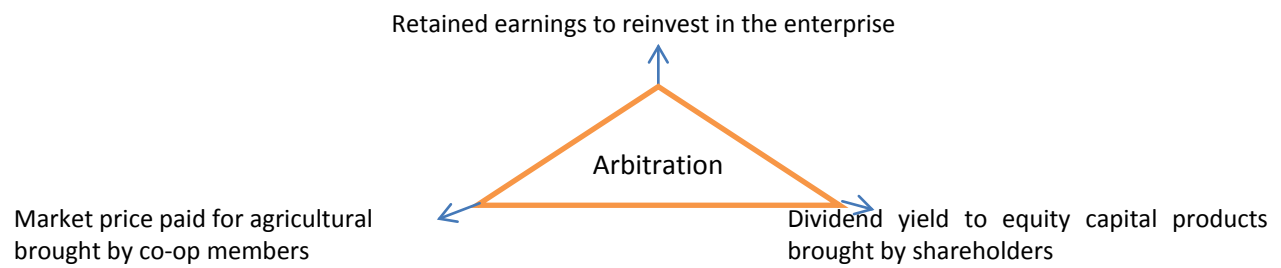 Retained earnings to reinvest in the enterprise
Arbitration
Market price paid for agricultural
brought by co-op members
Dividend yield to equity capital products
brought by shareholders